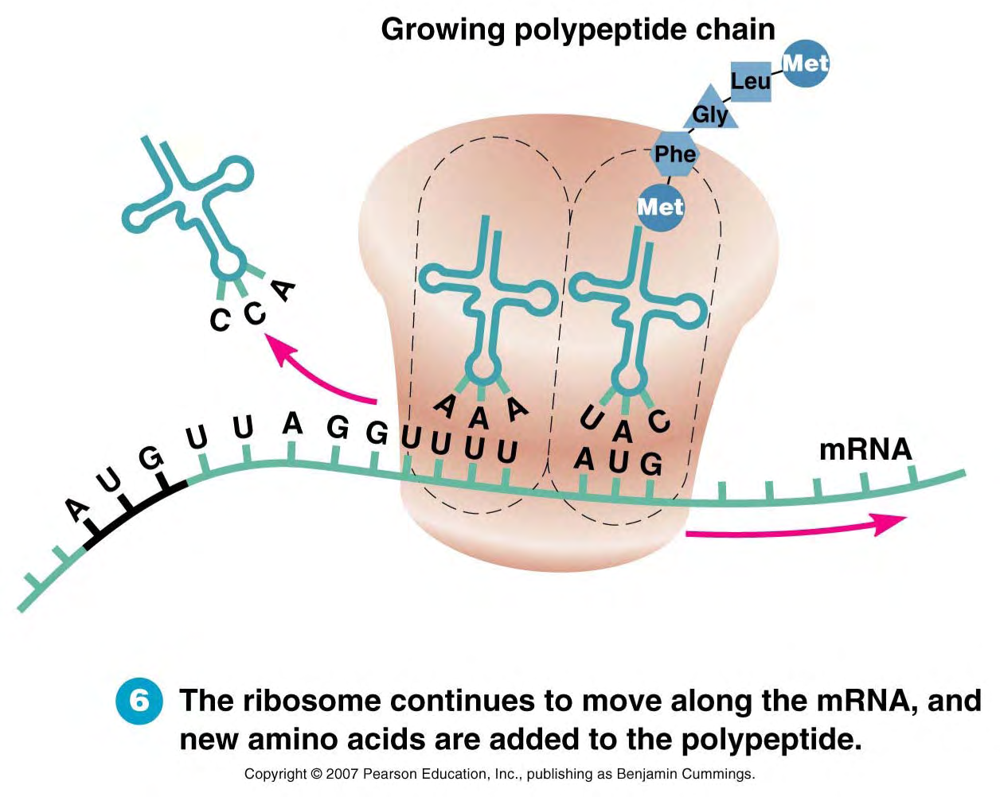 Growing polypeptide chain
Met
Leu
Gly
Phe
Met
C C A
A A A
U A C
A U G U U A G G U U U U
A U G
mRNA
6 The ribosome continues to move along the mRNA, and
new amino acids are added to the polypeptide.
Copyright © 2007 Pearson Education, Inc., publishing as Benjamin Cummings.